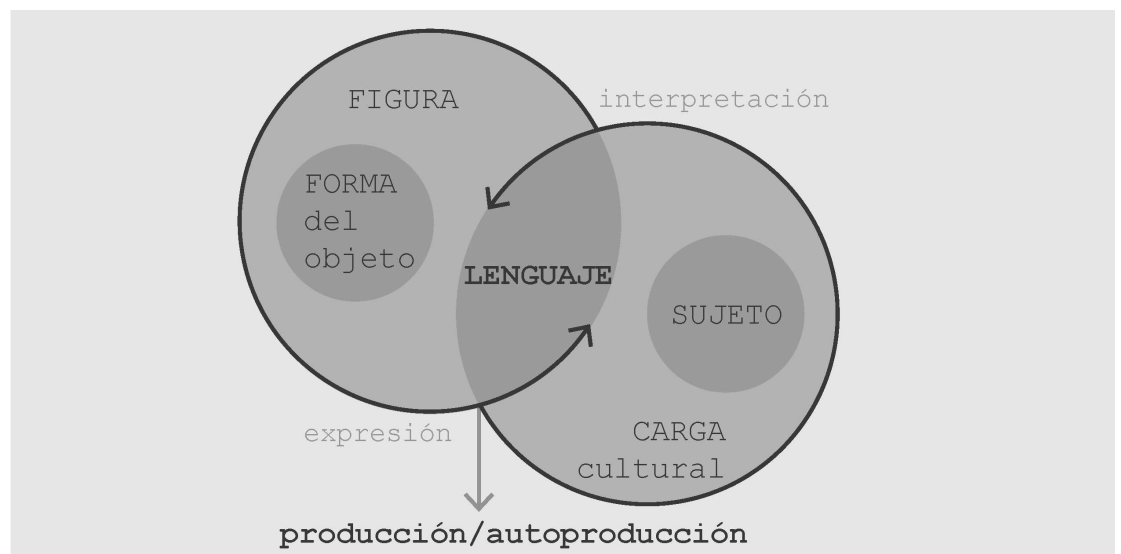 FIGURA
interpretación
FORMA
del
objeto
LENGUAJE
SUJETO
expresión
CARGA
cultural
producción/autoproducción